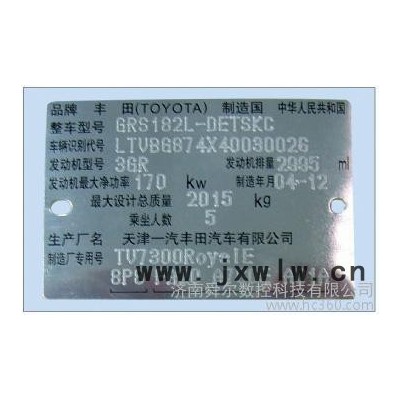 品牌 丰 田(TOYOTA) 制造国 中华人民共和国
整车型号 GRS182L-DETSKC
车辆识别代号 LTV86874X40030026
发动机型号 3GR 发动机排量 2995 ml
发动机最大净功率 170 kw 制造年月 04-12
最大设计总质量 2015 kg
乘坐人数 5
生产厂名 天津一汽丰田汽车有限公司
制造厂专用号 TV7300RoyalE
www.jxwlw.cn
8P8
济南舜尔数控科技有限公司
www.hc360.com